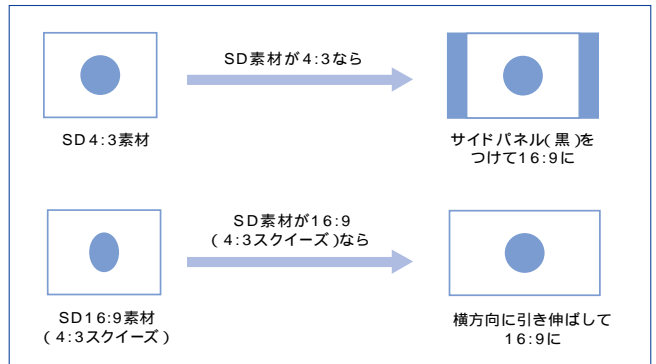 SD素材が4:3なら
SD4:3素材
サイドパネル(黒)を
つけて16:9に
SD素材が16:9
(4:3スクイーズ)なら
SD16:9素材
(4:3スクイーズ)
横方向に引き伸ばして
16:9に